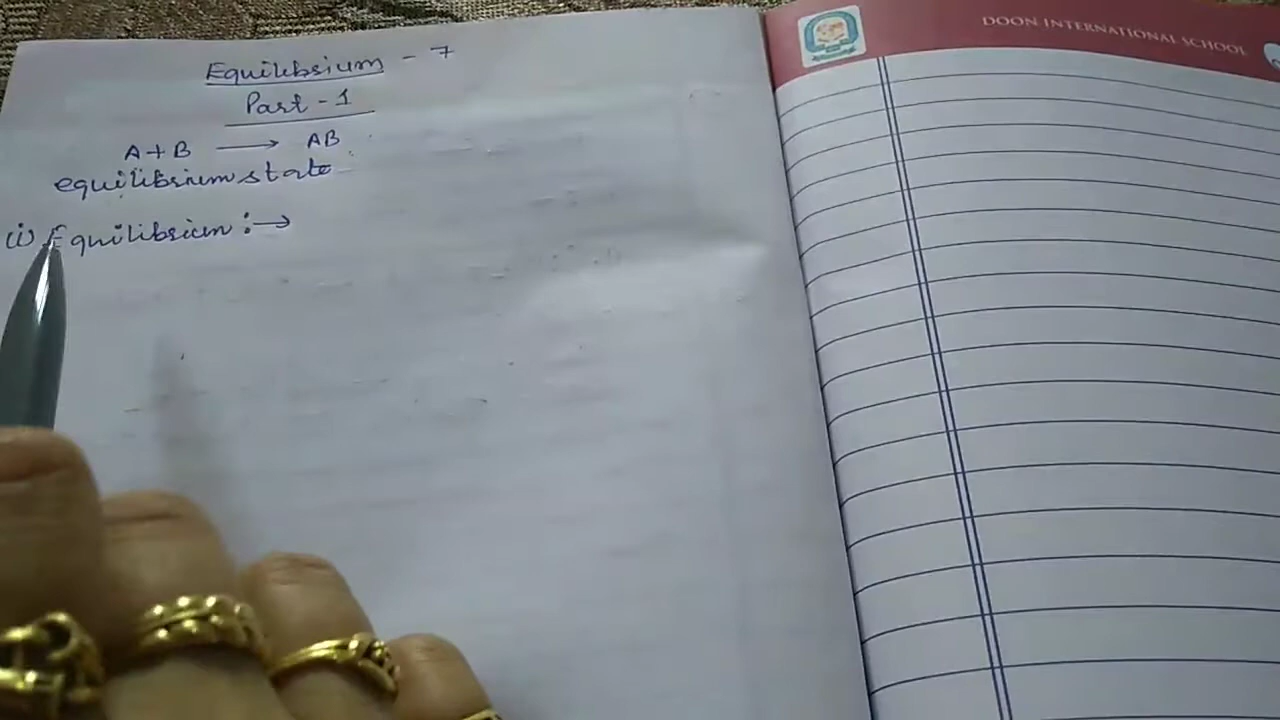 Equilibrium - 7
Part - 1
A + B ⟶ AB
equilibrium state
(i) Equilibrium :→
DOON INTERNATIONAL SCHOOL